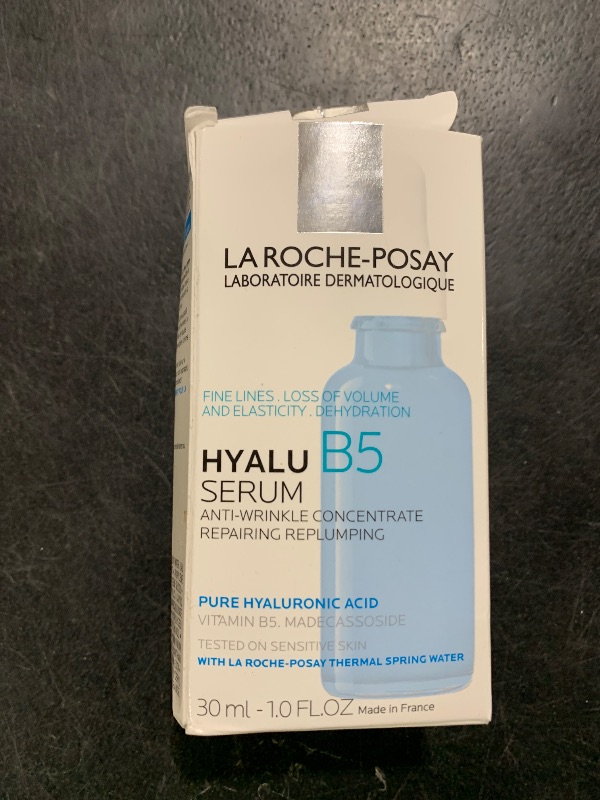 LA ROCHE-POSAY
LABORATOIRE DERMATOLOGIQUE
FINE LINES . LOSS OF VOLUME
AND ELASTICITY . DEHYDRATION
HYALU B5
SERUM
ANTI-WRINKLE CONCENTRATE
REPAIRING REPLUMPING
PURE HYALURONIC ACID
VITAMIN B5. MADECASSOSIDE
TESTED ON SENSITIVE SKIN
WITH LA ROCHE-POSAY THERMAL SPRING WATER
30 ml - 1.0 FL.OZ Made in France